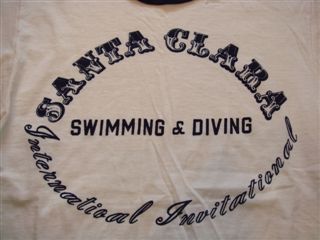 SANTA CLARA
SWIMMING & DIVING
International Invitational